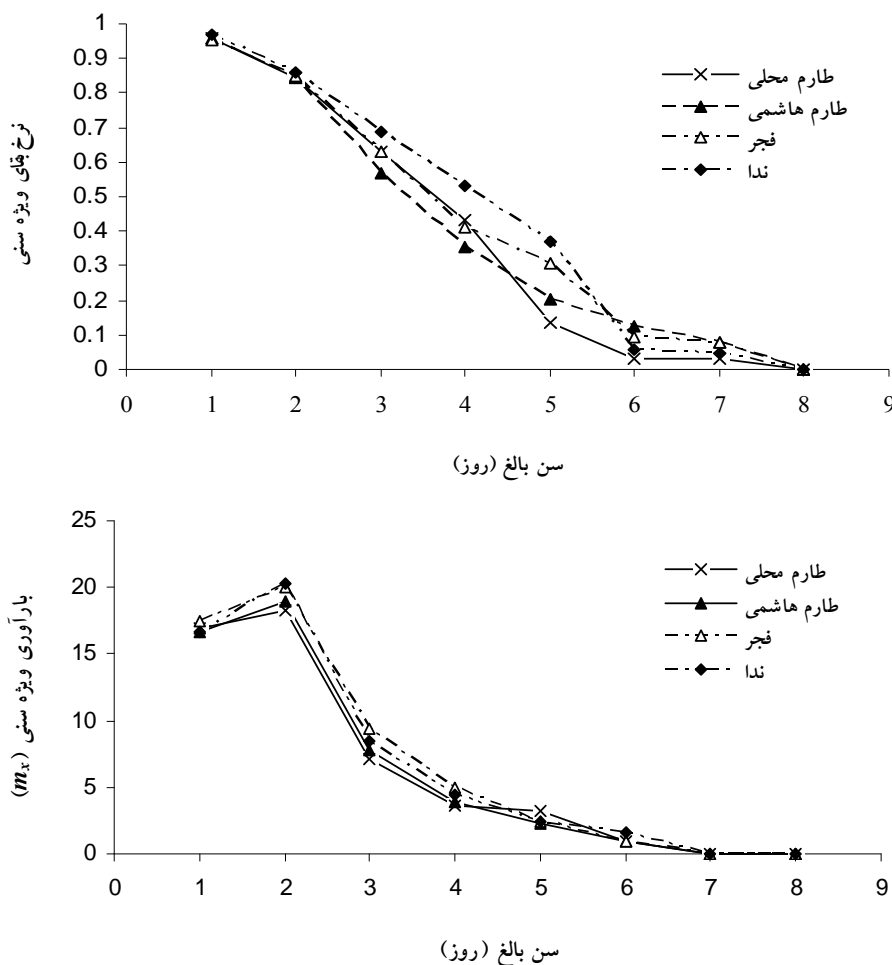 1
0.9
0.8
0.7
0.6
0.5
0.4
0.3
0.2
0.1
0
نرخ بقای ویژه سنی
طارم محلی
طارم هاشمی
فجر
ندا
0 1 2 3 4 5 6 7 8 9
سن بالغ (روز)
25
20
15
10
5
0
بارآوری ویژه سنی (mₓ)
طارم محلی
طارم هاشمی
فجر
ندا
0 1 2 3 4 5 6 7 8 9
سن بالغ (روز)